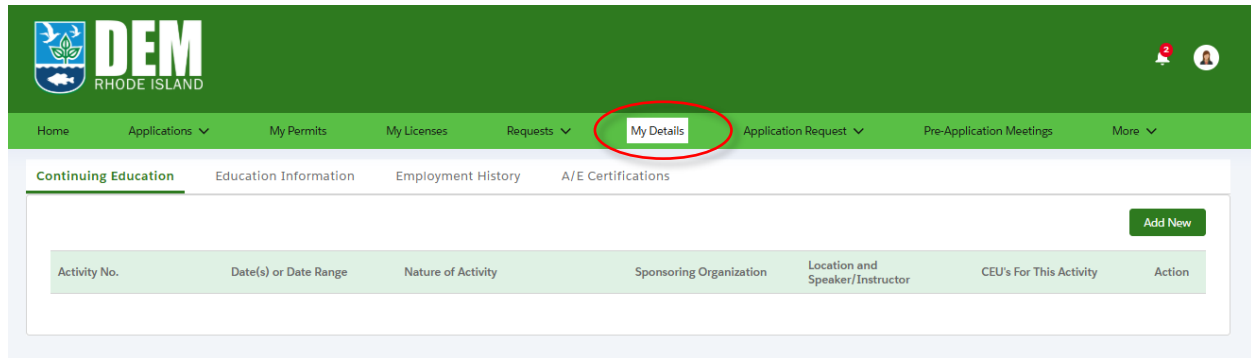 DEM
RHODE ISLAND
2
Home Applications My Permits My Licenses Requests My Details Application Request Pre-Application Meetings More
Continuing Education Education Information Employment History A/E Certifications
Add New
Activity No. Date(s) or Date Range Nature of Activity Sponsoring Organization Location and Speaker/Instructor CEU's For This Activity Action